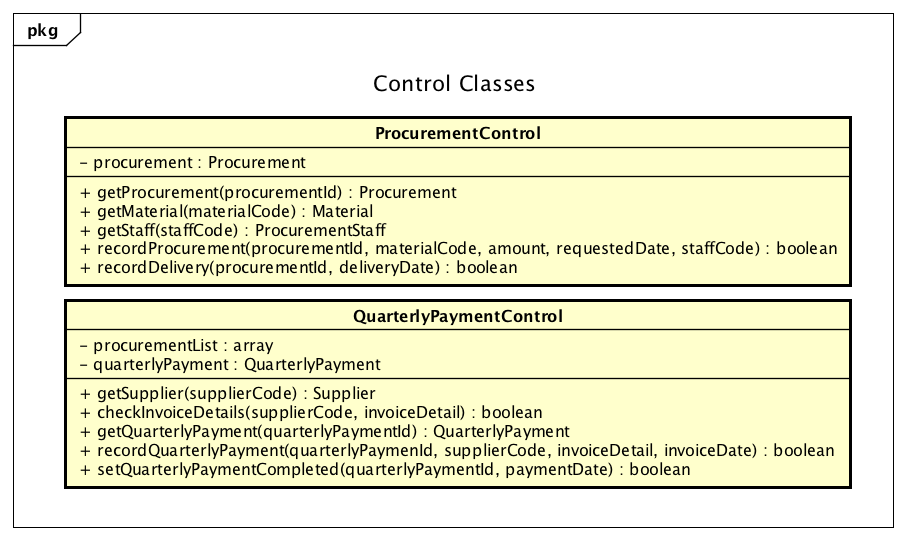 pkg
Control Classes
ProcurementControl
- procurement : Procurement
+ getProcurement(procurementId) : Procurement
+ getMaterial(materialCode) : Material
+ getStaff(staffCode) : ProcurementStaff
+ recordProcurement(procurementId, materialCode, amount, requestedDate, staffCode) : boolean
+ recordDelivery(procurementId, deliveryDate) : boolean
QuarterlyPaymentControl
- procurementList : array
- quarterlyPayment : QuarterlyPayment
+ getSupplier(supplierCode) : Supplier
+ checkInvoiceDetails(supplierCode, invoiceDetail) : boolean
+ getQuarterlyPayment(quarterlyPaymentId) : QuarterlyPayment
+ recordQuarterlyPayment(quarterlyPaymenId, supplierCode, invoiceDetail, invoiceDate) : boolean
+ setQuarterlyPaymentCompleted(quarterlyPaymentId, paymentDate) : boolean